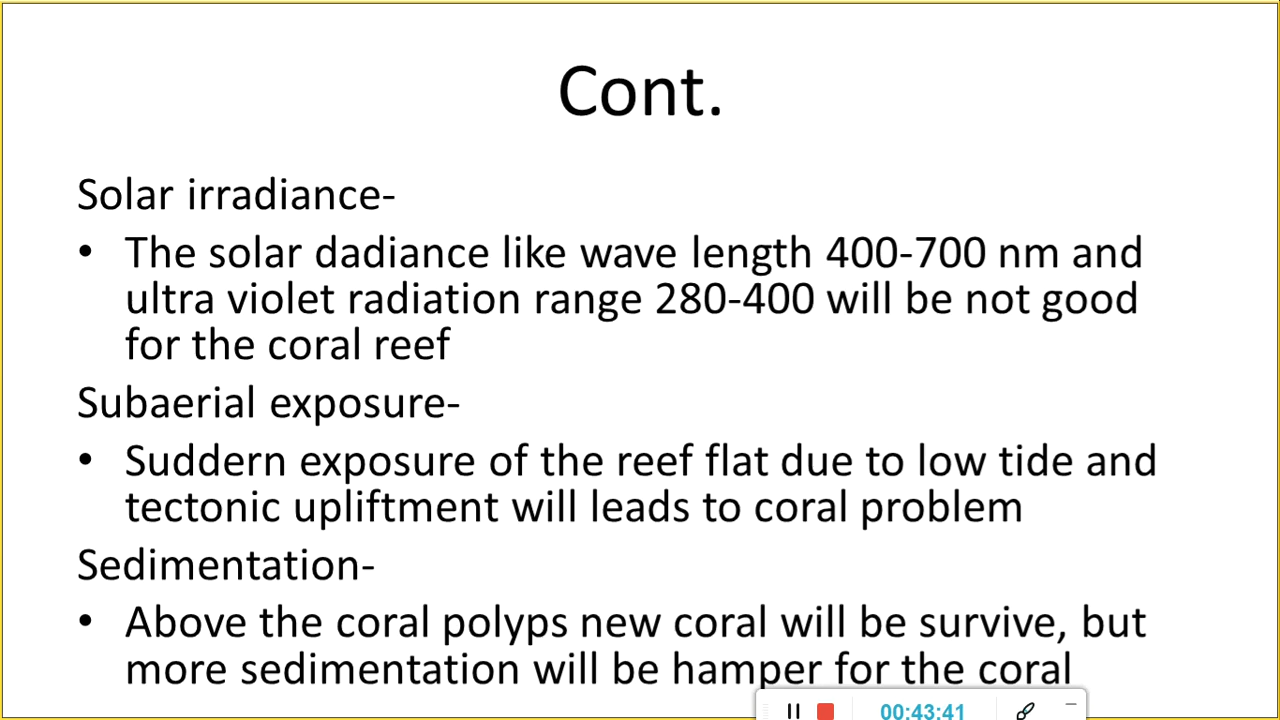 Cont.
Solar irradiance-
• The solar dadiance like wave length 400-700 nm and
ultra violet radiation range 280-400 will be not good
for the coral reef
Subaerial exposure-
• Suddern exposure of the reef flat due to low tide and
tectonic upliftment will leads to coral problem
Sedimentation-
• Above the coral polyps new coral will be survive, but
more sedimentation will be hamper for the coral
00:43:41